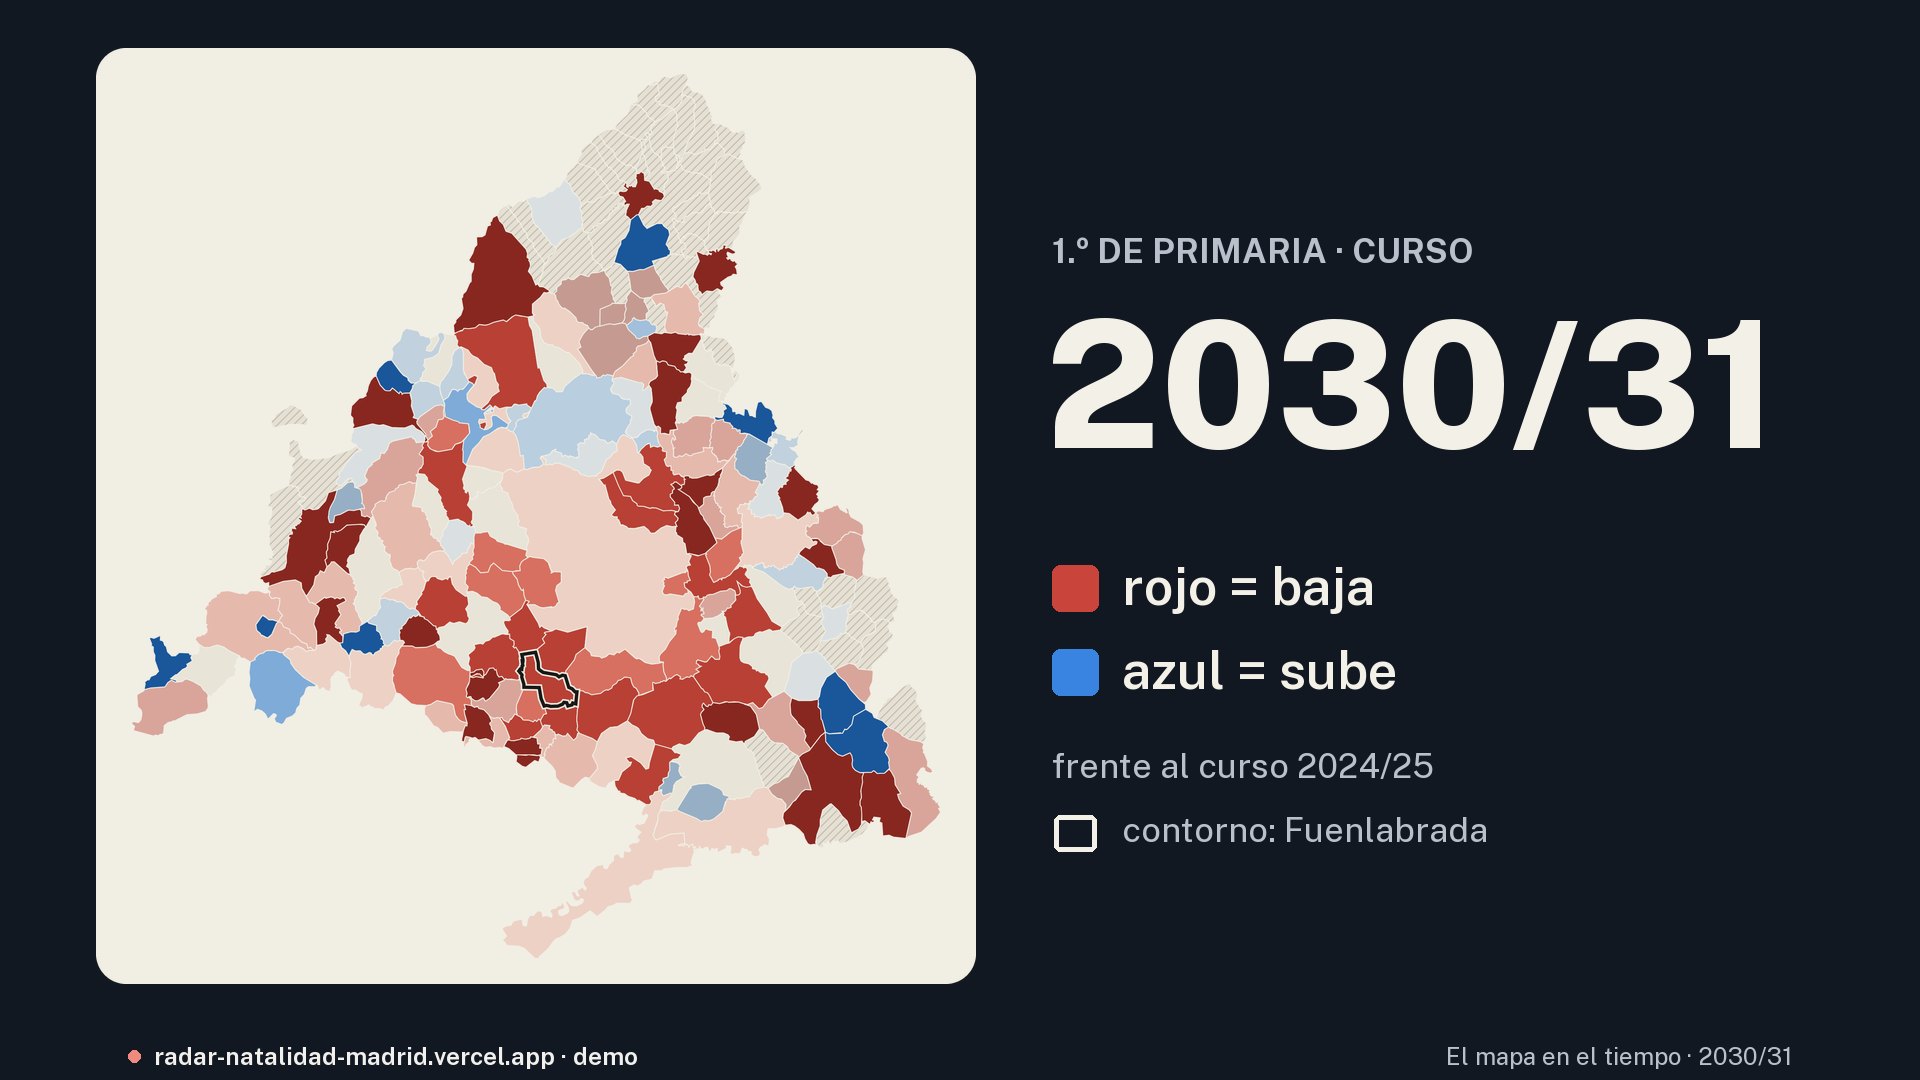 1.º DE PRIMARIA · CURSO
2030/31
rojo = baja
azul = sube
frente al curso 2024/25
contorno: Fuenlabrada
radar-natalidad-madrid.vercel.app · demo
El mapa en el tiempo · 2030/31